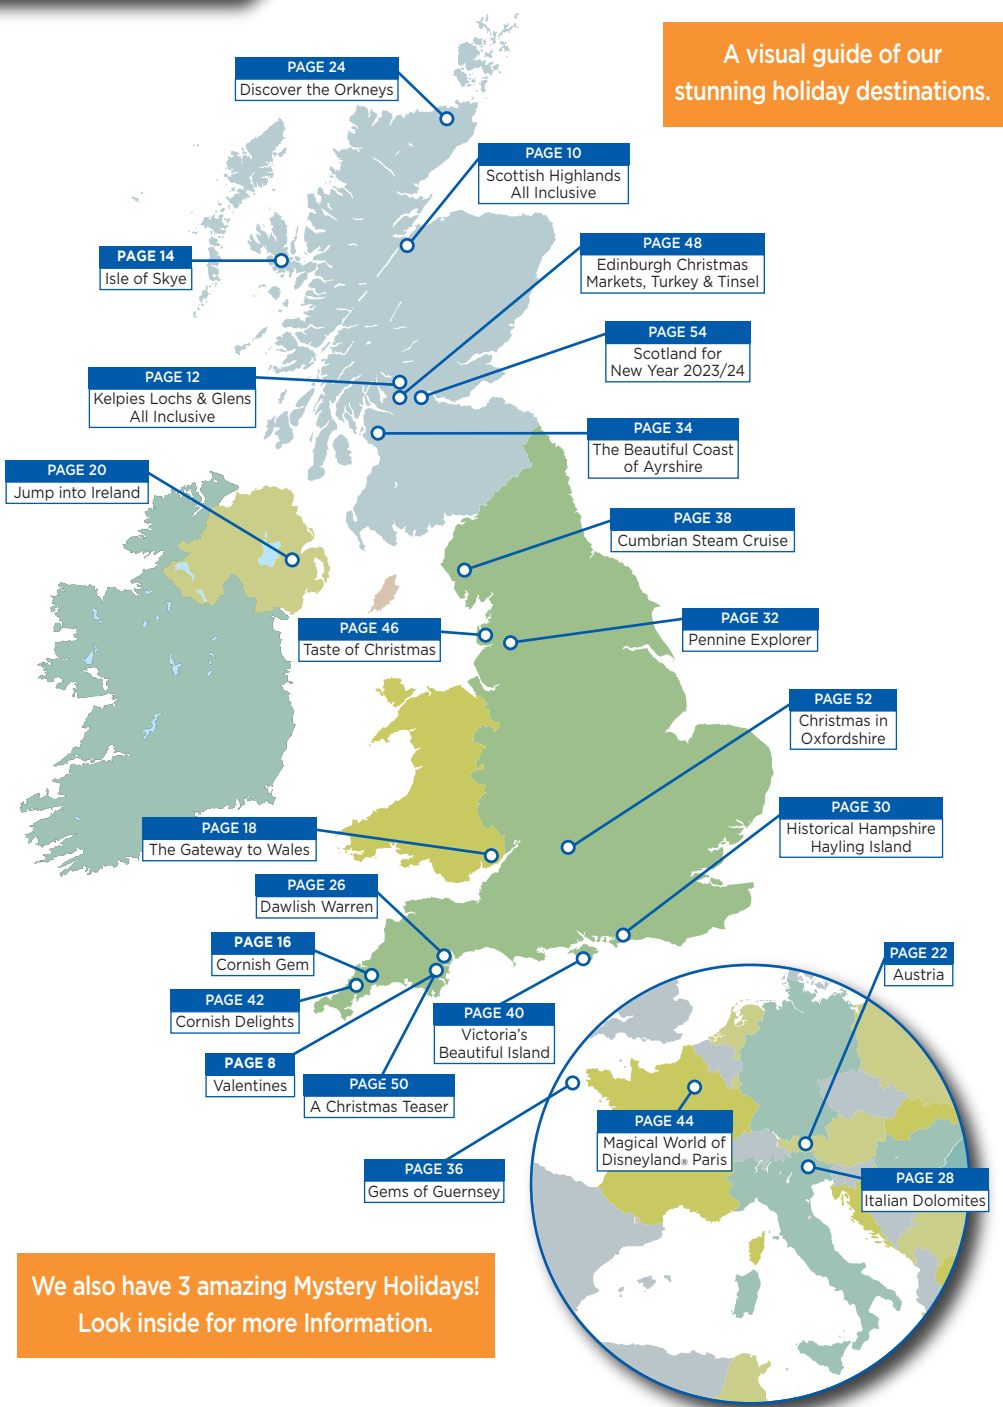 A visual guide of our
stunning holiday destinations.
PAGE 24
Discover the Orkneys
PAGE 10
Scottish Highlands
All Inclusive
PAGE 14
Isle of Skye
PAGE 48
Edinburgh Christmas
Markets, Turkey & Tinsel
PAGE 54
Scotland for
New Year 2023/24
PAGE 12
Kelpies Lochs & Glens
All Inclusive
PAGE 34
The Beautiful Coast
of Ayrshire
PAGE 20
Jump into Ireland
PAGE 38
Cumbrian Steam Cruise
PAGE 46
Taste of Christmas
PAGE 32
Pennine Explorer
PAGE 52
Christmas in
Oxfordshire
PAGE 30
Historical Hampshire
Hayling Island
PAGE 18
The Gateway to Wales
PAGE 26
Dawlish Warren
PAGE 16
Cornish Gem
PAGE 22
Austria
PAGE 42
Cornish Delights
PAGE 40
Victoria's
Beautiful Island
PAGE 8
Valentines
PAGE 50
A Christmas Teaser
PAGE 44
Magical World of
Disneyland® Paris
PAGE 36
Gems of Guernsey
PAGE 28
Italian Dolomites
We also have 3 amazing Mystery Holidays!
Look inside for more Information.